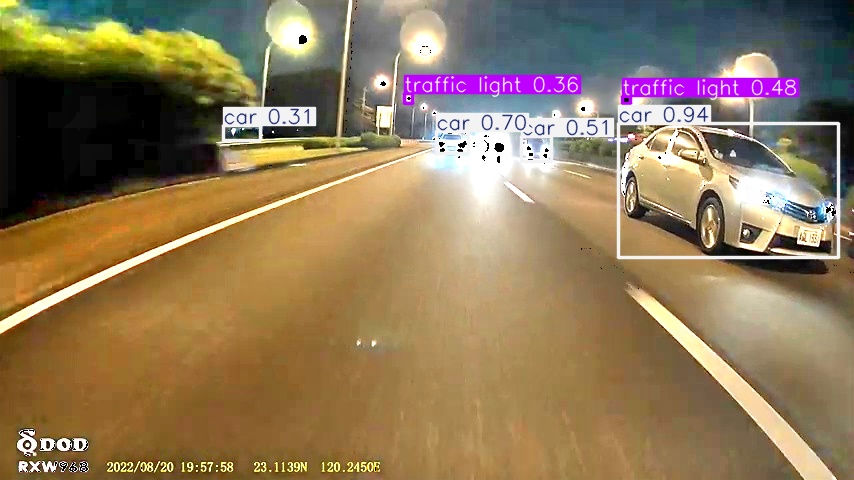 traffic light 0.36
traffic light 0.48
car 0.31
car 0.70
car 0.51
car 0.94
DOD
RXW968
2022/08/20 19:57:58 23.1139N 120.2450E